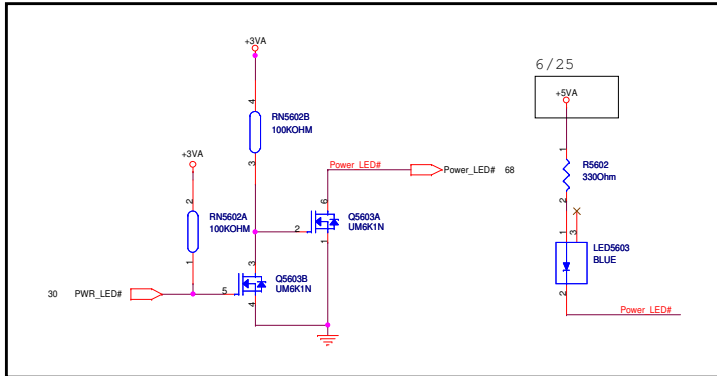 +3VA
4
RN5602B
100KOHM
3
+3VA
2
RN5602A
100KOHM
1
Power_LED#
Power_LED# 68
6
Q5603A
UM6K1N
2
1
3
Q5603B
UM6K1N
5
4
30 PWR_LED#
6/25
+5VA
1
R5602
330Ohm
2
3
1
LED5603
BLUE
2
Power_LED#